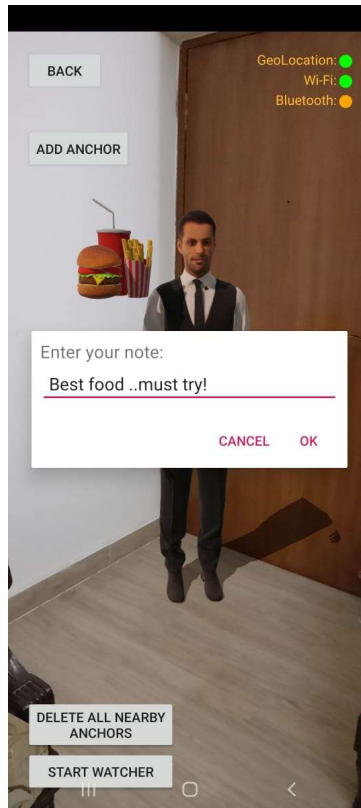 BACK
GeoLocation:
Wi-Fi:
Bluetooth:
ADD ANCHOR
Enter your note:
Best food ..must try!
CANCEL OK
DELETE ALL NEARBY
ANCHORS
START WATCHER